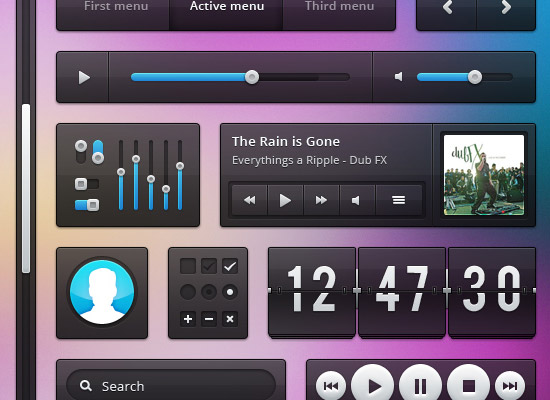 First menu Active menu Third menu
The Rain is Gone
Everythings a Ripple - Dub FX
dubFX
12 47 30
Search